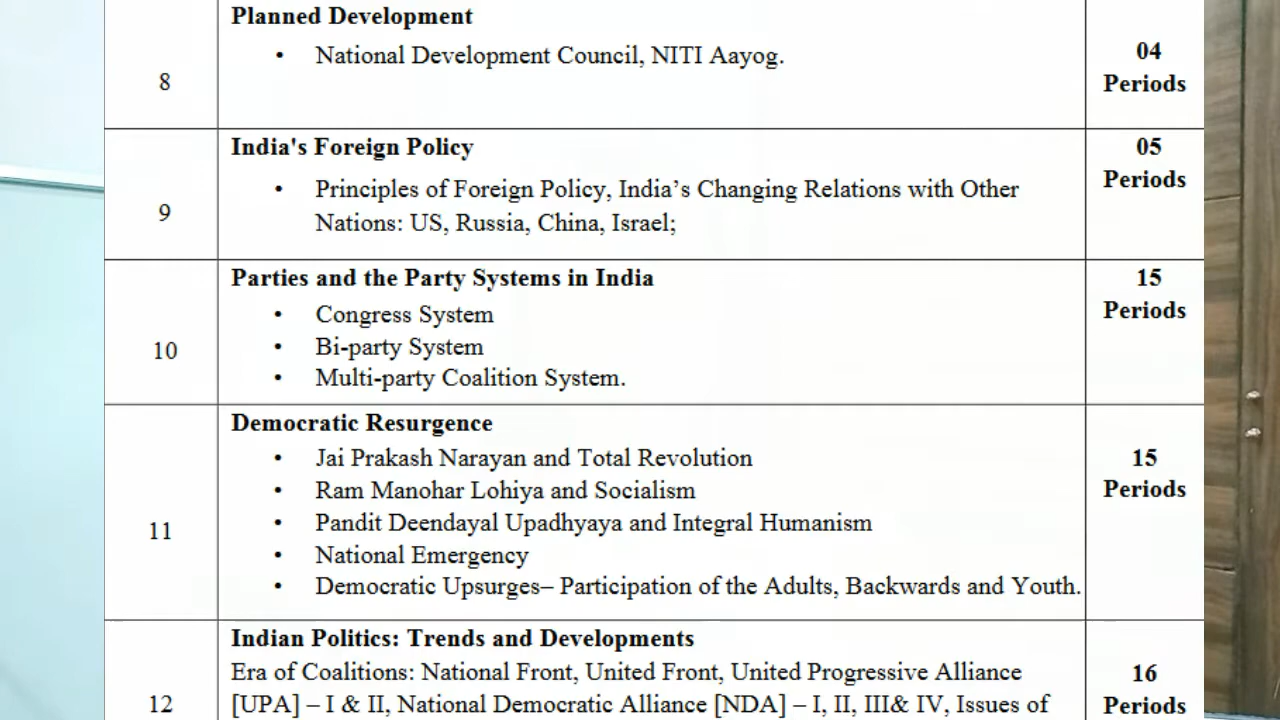 Planned Development
• National Development Council, NITI Aayog.
8
04
Periods
India's Foreign Policy
• Principles of Foreign Policy, India’s Changing Relations with Other
Nations: US, Russia, China, Israel;
9
05
Periods
Parties and the Party Systems in India
• Congress System
• Bi-party System
• Multi-party Coalition System.
10
15
Periods
Democratic Resurgence
• Jai Prakash Narayan and Total Revolution
• Ram Manohar Lohiya and Socialism
• Pandit Deendayal Upadhyaya and Integral Humanism
• National Emergency
• Democratic Upsurges– Participation of the Adults, Backwards and Youth.
11
15
Periods
Indian Politics: Trends and Developments
Era of Coalitions: National Front, United Front, United Progressive Alliance
[UPA] – I & II, National Democratic Alliance [NDA] – I, II, III& IV, Issues of
12
16
Periods